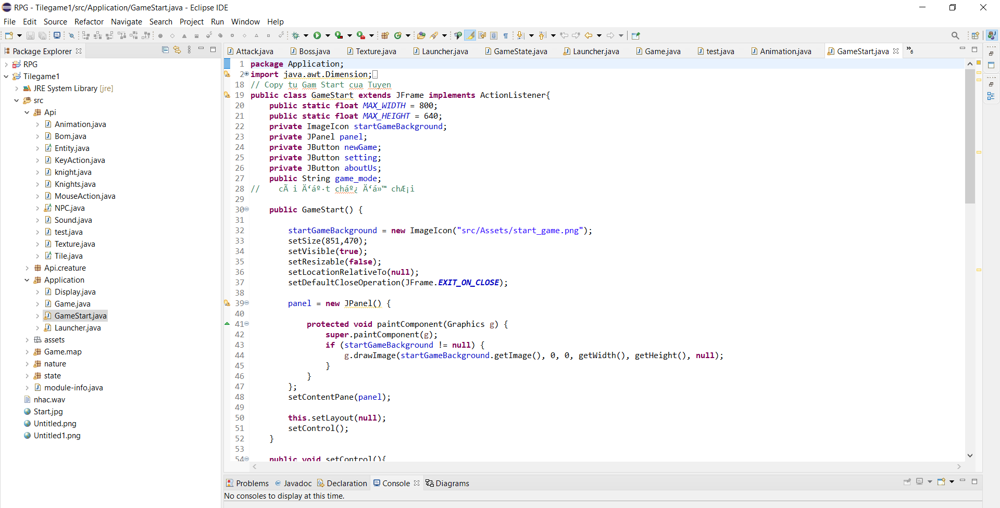 RPG - Tilegame1/src/Application/GameStart.java - Eclipse IDE
File Edit Source Refactor Navigate Search Project Run Window Help
Package Explorer
RPG
Tilegame1
JRE System Library [jre]
src
Api
Animation.java
Bom.java
Entity.java
KeyAction.java
knight.java
Knights.java
MouseAction.java
NPC.java
Sound.java
test.java
Texture.java
Tile.java
Api.creature
Application
Display.java
Game.java
GameStart.java
Launcher.java
assets
Game.map
nature
state
module-info.java
nhac.wav
Start.jpg
Untitled.png
Untitled1.png
Attack.java Boss.java Texture.java Launcher.java GameState.java Launcher.java Game.java test.java Animation.java GameStart.java »6
1 package Application;
2 import java.awt.Dimension;
18 // Copy tu Gam Start cua Tuyen
19 public class GameStart extends JFrame implements ActionListener{
20 public static float MAX_WIDTH = 800;
21 public static float MAX_HEIGHT = 640;
22 private ImageIcon startGameBackground;
23 private JPanel panel;
24 private JButton newGame;
25 private JButton setting;
26 private JButton aboutUs;
27 public String game_mode;
28 // cÃ i Ä‘áº·t cháº¿ Ä‘á»™ chÆ¡i
29
30 public GameStart() {
31
32 startGameBackground = new ImageIcon("src/Assets/start_game.png");
33 setSize(851,470);
34 setVisible(true);
35 setResizable(false);
36 setLocationRelativeTo(null);
37 setDefaultCloseOperation(JFrame.EXIT_ON_CLOSE);
38
39 panel = new JPanel() {
40
41 protected void paintComponent(Graphics g) {
42 super.paintComponent(g);
43 if (startGameBackground != null) {
44 g.drawImage(startGameBackground.getImage(), 0, 0, getWidth(), getHeight(), null);
45 }
46 }
47 };
48 setContentPane(panel);
49
50 this.setLayout(null);
51 setControl();
52 }
53
54 public void setControl(){
Problems Javadoc Declaration Console Diagrams
No consoles to display at this time.